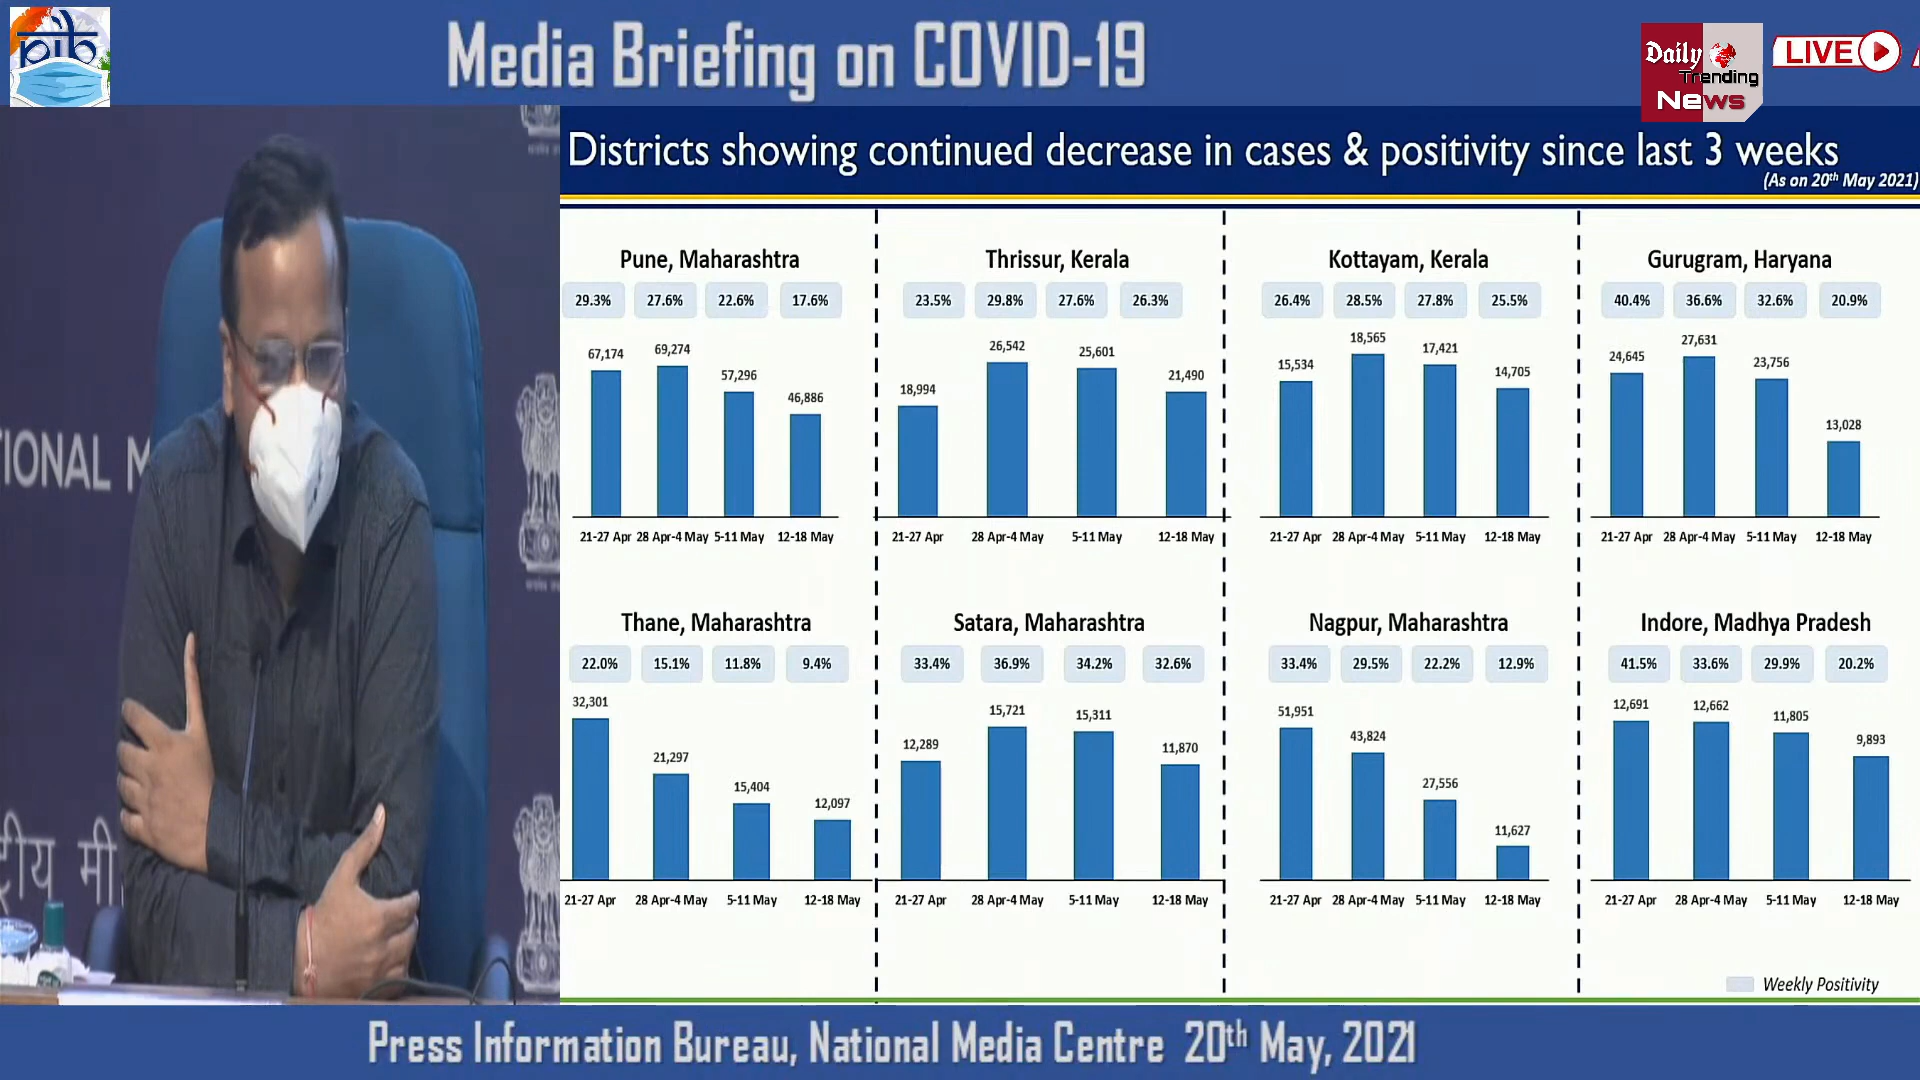 pib
Media Briefing on COVID-19
Daily
Trending
News
LIVE
Districts showing continued decrease in cases & positivity since last 3 weeks
(As on 20th May 2021)
Pune, Maharashtra
29.3% 27.6% 22.6% 17.6%
67,174 69,274 57,296 46,886
21-27 Apr 28 Apr-4 May 5-11 May 12-18 May
Thrissur, Kerala
23.5% 29.8% 27.6% 26.3%
18,994 26,542 25,601 21,490
21-27 Apr 28 Apr-4 May 5-11 May 12-18 May
Kottayam, Kerala
26.4% 28.5% 27.8% 25.5%
15,534 18,565 17,421 14,705
21-27 Apr 28 Apr-4 May 5-11 May 12-18 May
Gurugram, Haryana
40.4% 36.6% 32.6% 20.9%
24,645 27,631 23,756 13,028
21-27 Apr 28 Apr-4 May 5-11 May 12-18 May
Thane, Maharashtra
22.0% 15.1% 11.8% 9.4%
32,301 21,297 15,404 12,097
21-27 Apr 28 Apr-4 May 5-11 May 12-18 May
Satara, Maharashtra
33.4% 36.9% 34.2% 32.6%
12,289 15,721 15,311 11,870
21-27 Apr 28 Apr-4 May 5-11 May 12-18 May
Nagpur, Maharashtra
33.4% 29.5% 22.2% 12.9%
51,951 43,824 27,556 11,627
21-27 Apr 28 Apr-4 May 5-11 May 12-18 May
Indore, Madhya Pradesh
41.5% 33.6% 29.9% 20.2%
12,691 12,662 11,805 9,893
21-27 Apr 28 Apr-4 May 5-11 May 12-18 May
Weekly Positivity
TIONAL M
ट्रीय मी
Press Information Bureau, National Media Centre 20th May, 2021